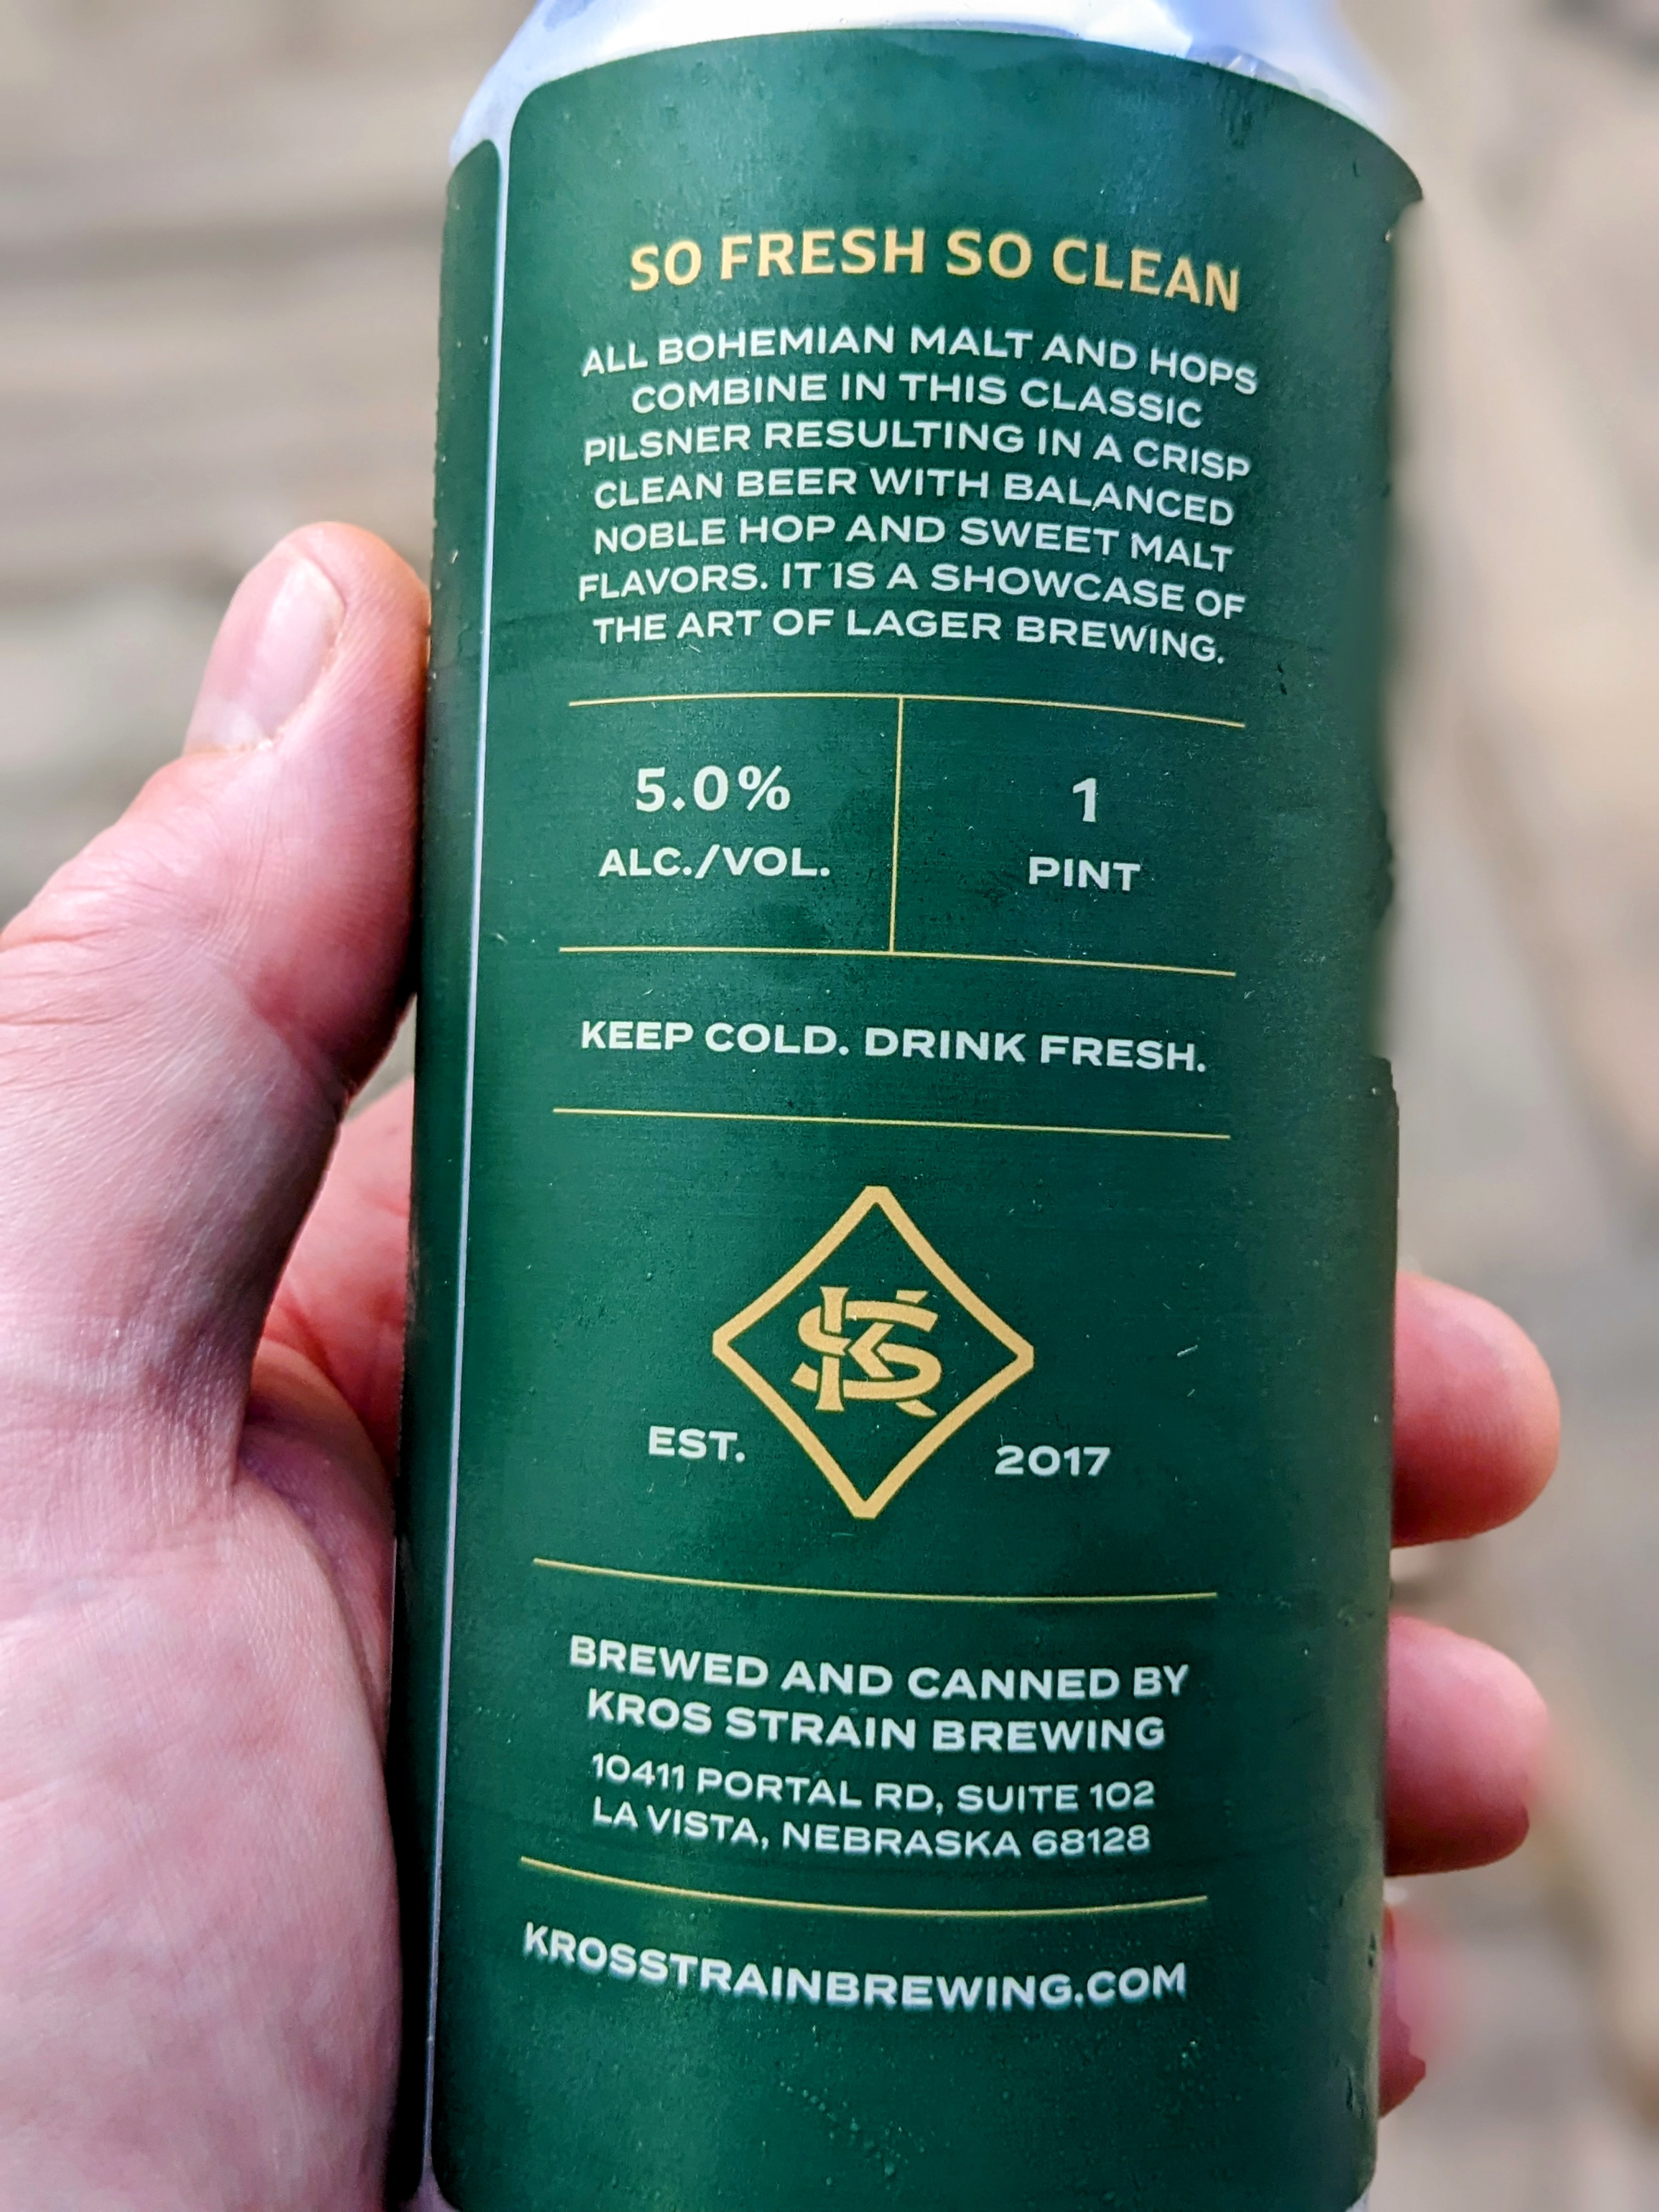 SO FRESH SO CLEAN
ALL BOHEMIAN MALT AND HOPS
COMBINE IN THIS CLASSIC
PILSNER RESULTING IN A CRISP
CLEAN BEER WITH BALANCED
NOBLE HOP AND SWEET MALT
FLAVORS. IT IS A SHOWCASE OF
THE ART OF LAGER BREWING.
5.0%
ALC./VOL.
1
PINT
KEEP COLD. DRINK FRESH.
KS
EST.
2017
BREWED AND CANNED BY
KROS STRAIN BREWING
10411 PORTAL RD, SUITE 102
LA VISTA, NEBRASKA 68128
KROSSTRAINBREWING.COM